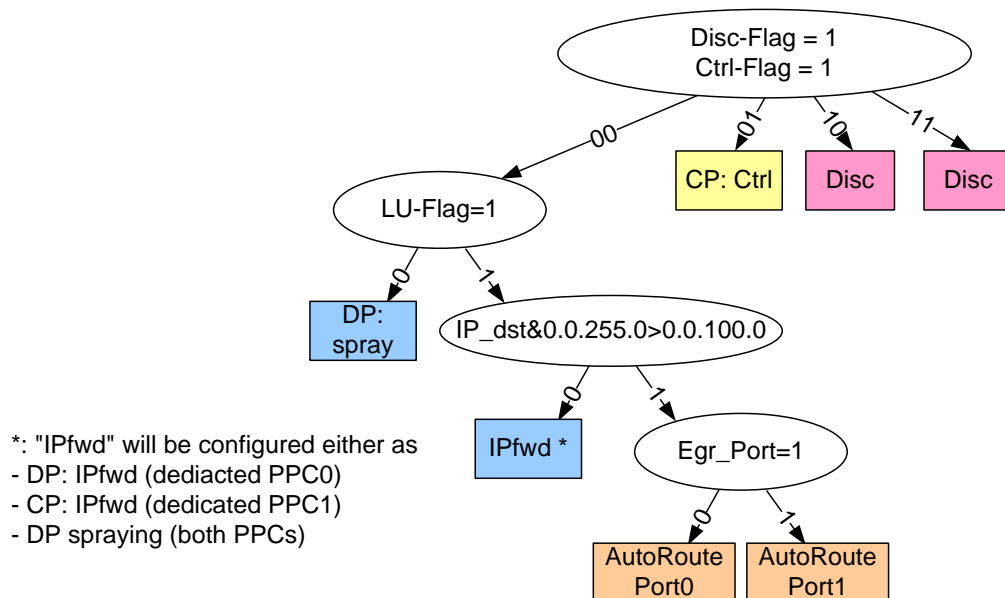 Disc-Flag = 1
Ctrl-Flag = 1
00
01
10
11
CP: Ctrl
Disc
Disc
LU-Flag=1
0
1
DP:
spray
IP_dst&0.0.255.0>0.0.100.0
0
1
IPfwd *
Egr_Port=1
*: "IPfwd" will be configured either as
- DP: IPfwd (dediacted PPC0)
- CP: IPfwd (dedicated PPC1)
- DP spraying (both PPCs)
0
1
AutoRoute
Port0
AutoRoute
Port1